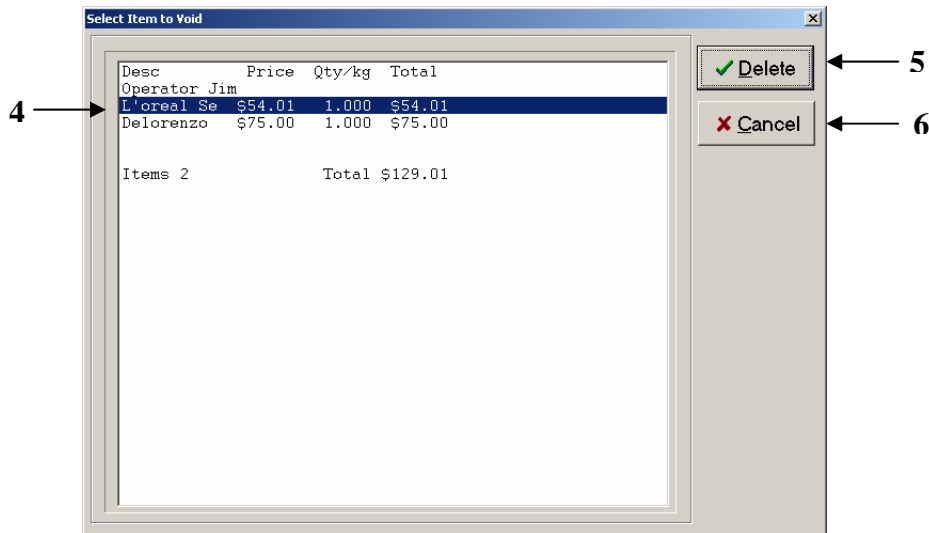 Select Item to Void
Desc Price Qty/kg Total
Operator Jim
L'oreal Se $54.01 1.000 $54.01
Delorenzo $75.00 1.000 $75.00
Items 2 Total $129.01
Delete
Cancel
4
5
6